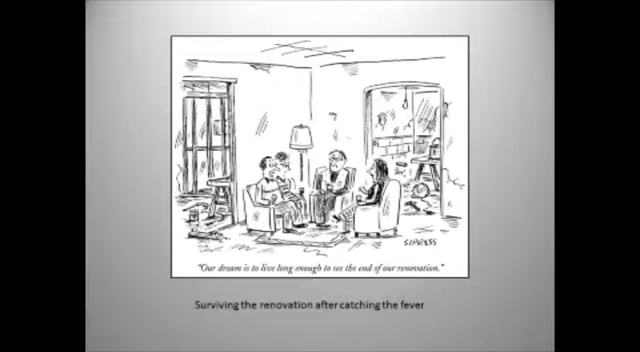 SIPRESS
"Our dream is to live long enough to see the end of our renovation."
Surviving the renovation after catching the fever